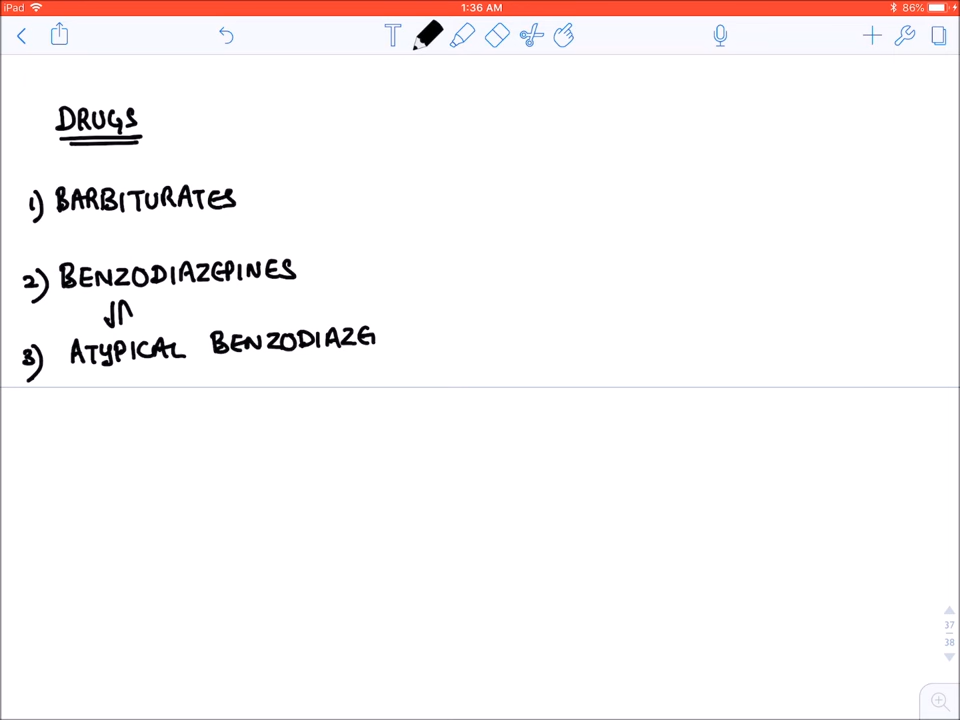 iPad 1:36 AM 86%
T
DRUGS
1) BARBITURATES
2) BENZODIAZEPINES
3) ATYPICAL BENZODIAZE
37
38